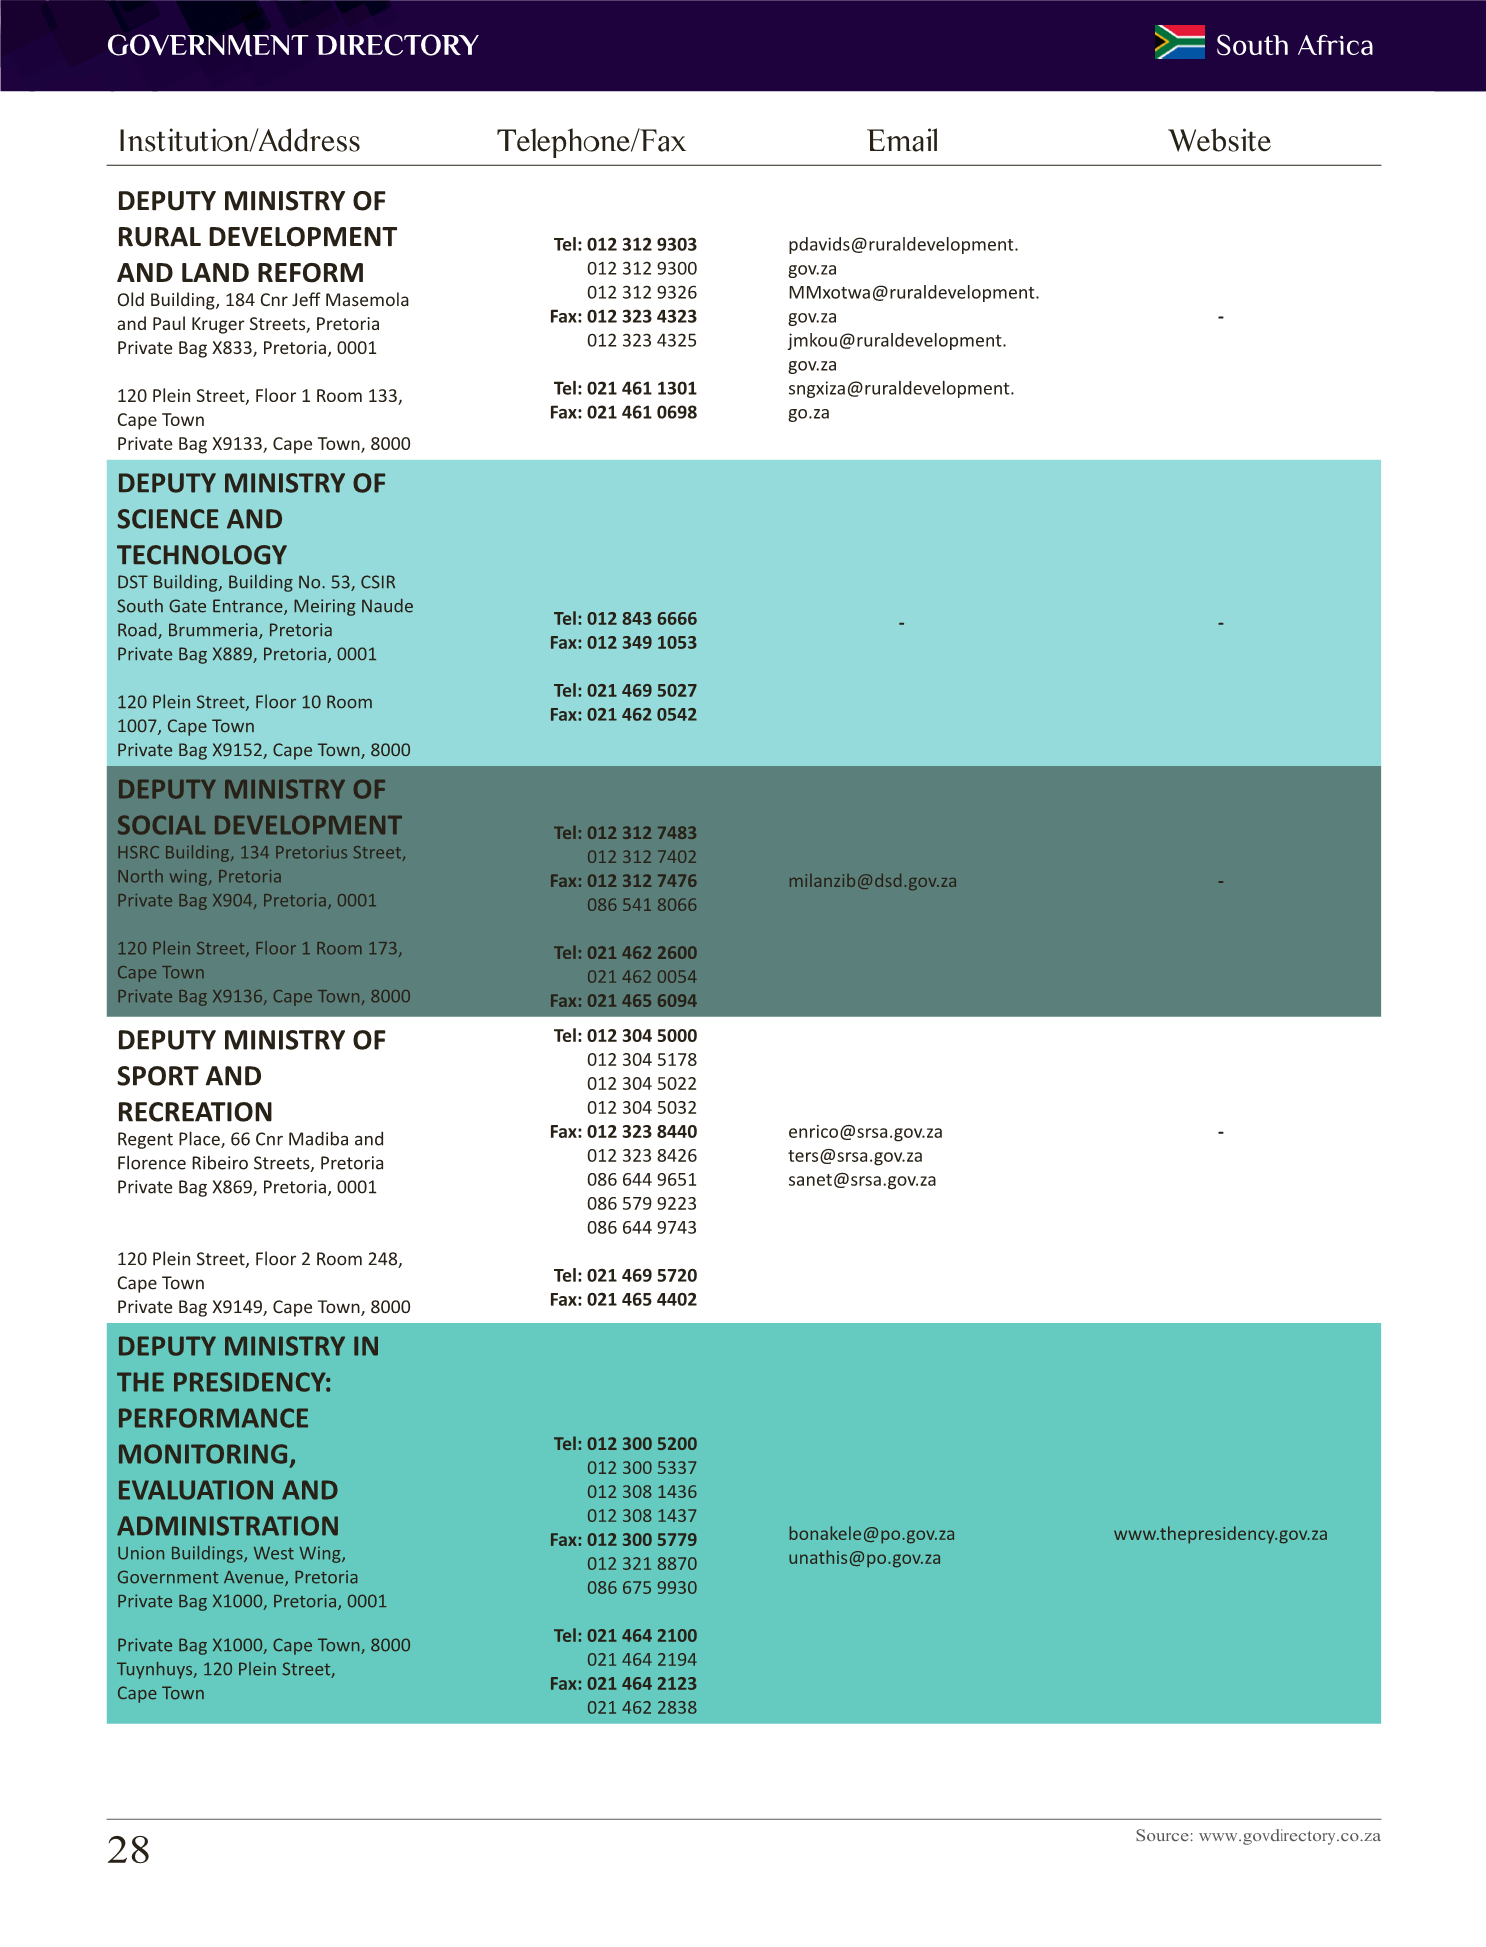 GOVERNMENT DIRECTORY
South Africa
Institution/Address
Telephone/Fax
Email
Website
DEPUTY MINISTRY OF
RURAL DEVELOPMENT
AND LAND REFORM
Old Building, 184 Cnr Jeff Masemola
and Paul Kruger Streets, Pretoria
Private Bag X833, Pretoria, 0001
120 Plein Street, Floor 1 Room 133,
Cape Town
Private Bag X9133, Cape Town, 8000
Tel: 012 312 9303
012 312 9300
012 312 9326
Fax: 012 323 4323
012 323 4325
Tel: 021 461 1301
Fax: 021 461 0698
pdavids@ruraldevelopment.
gov.za
MMxotwa@ruraldevelopment.
gov.za
jmkou@ruraldevelopment.
gov.za
sngxiza@ruraldevelopment.
go.za
-
DEPUTY MINISTRY OF
SCIENCE AND
TECHNOLOGY
DST Building, Building No. 53, CSIR
South Gate Entrance, Meiring Naude
Road, Brummeria, Pretoria
Private Bag X889, Pretoria, 0001
120 Plein Street, Floor 10 Room
1007, Cape Town
Private Bag X9152, Cape Town, 8000
Tel: 012 843 6666
Fax: 012 349 1053
Tel: 021 469 5027
Fax: 021 462 0542
-
-
DEPUTY MINISTRY OF
SOCIAL DEVELOPMENT
HSRC Building, 134 Pretorius Street,
North wing, Pretoria
Private Bag X904, Pretoria, 0001
120 Plein Street, Floor 1 Room 173,
Cape Town
Private Bag X9136, Cape Town, 8000
Tel: 012 312 7483
012 312 7402
Fax: 012 312 7476
086 541 8066
Tel: 021 462 2600
021 462 0054
Fax: 021 465 6094
milanzib@dsd.gov.za
-
DEPUTY MINISTRY OF
SPORT AND
RECREATION
Regent Place, 66 Cnr Madiba and
Florence Ribeiro Streets, Pretoria
Private Bag X869, Pretoria, 0001
120 Plein Street, Floor 2 Room 248,
Cape Town
Private Bag X9149, Cape Town, 8000
Tel: 012 304 5000
012 304 5178
012 304 5022
012 304 5032
Fax: 012 323 8440
012 323 8426
086 644 9651
086 579 9223
086 644 9743
Tel: 021 469 5720
Fax: 021 465 4402
enrico@srsa.gov.za
ters@srsa.gov.za
sanet@srsa.gov.za
-
DEPUTY MINISTRY IN
THE PRESIDENCY:
PERFORMANCE
MONITORING,
EVALUATION AND
ADMINISTRATION
Union Buildings, West Wing,
Government Avenue, Pretoria
Private Bag X1000, Pretoria, 0001
Private Bag X1000, Cape Town, 8000
Tuynhuys, 120 Plein Street,
Cape Town
Tel: 012 300 5200
012 300 5337
012 308 1436
012 308 1437
Fax: 012 300 5779
012 321 8870
086 675 9930
Tel: 021 464 2100
021 464 2194
Fax: 021 464 2123
021 462 2838
bonakele@po.gov.za
unathis@po.gov.za
www.thepresidency.gov.za
28
Source: www.govdirectory.co.za